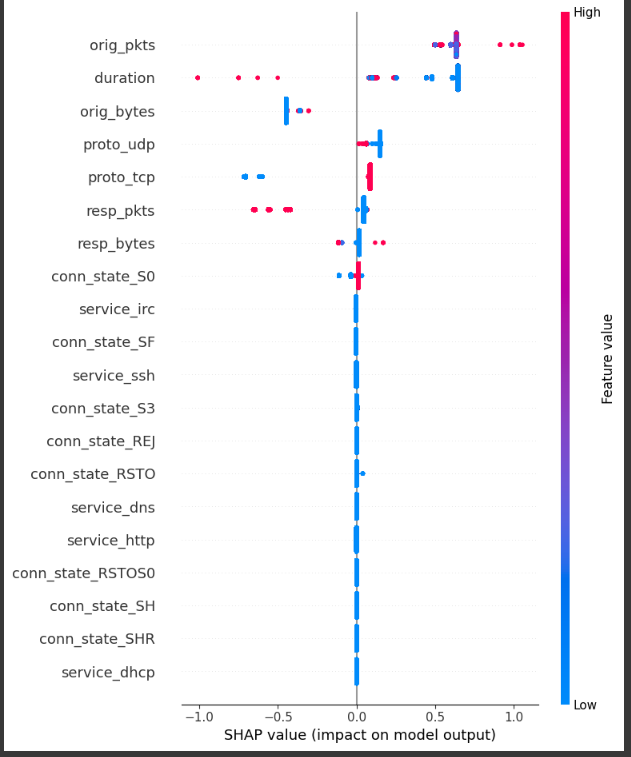 High
orig_pkts
duration
orig_bytes
proto_udp
proto_tcp
resp_pkts
resp_bytes
conn_state_S0
service_irc
conn_state_SF
service_ssh
conn_state_S3
conn_state_REJ
conn_state_RSTO
service_dns
service_http
conn_state_RSTOS0
conn_state_SH
conn_state_SHR
service_dhcp
Feature value
Low
−1.0 −0.5 0.0 0.5 1.0
SHAP value (impact on model output)